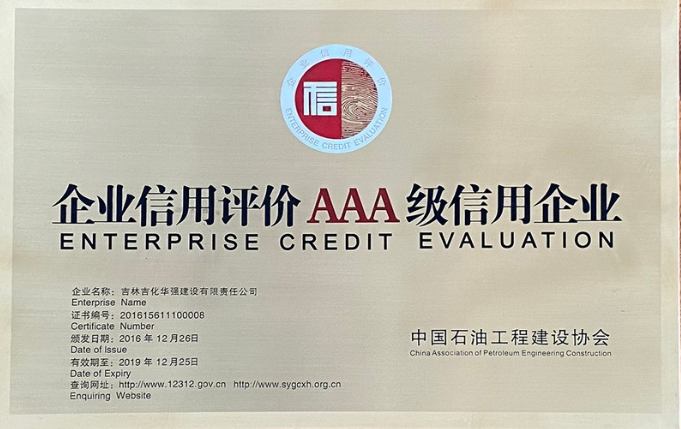 企业信用评价
信
ENTERPRISE CREDIT EVALUATION
企业信用评价AAA级信用企业
ENTERPRISE CREDIT EVALUATION
企业名称：吉林吉化华强建设有限责任公司
Enterprise Name
证书编号：201615611100008
Certificate Number
颁发日期：2016 年 12月26日
Date of Issue
有效期至：2019 年 12月25日
Date of Expiry
查询网址：http://www.12312.gov.cn http://www.sygcxh.org.cn
Enquiring Website
中国石油工程建设协会
China Association of Petroleum Engineering Construction